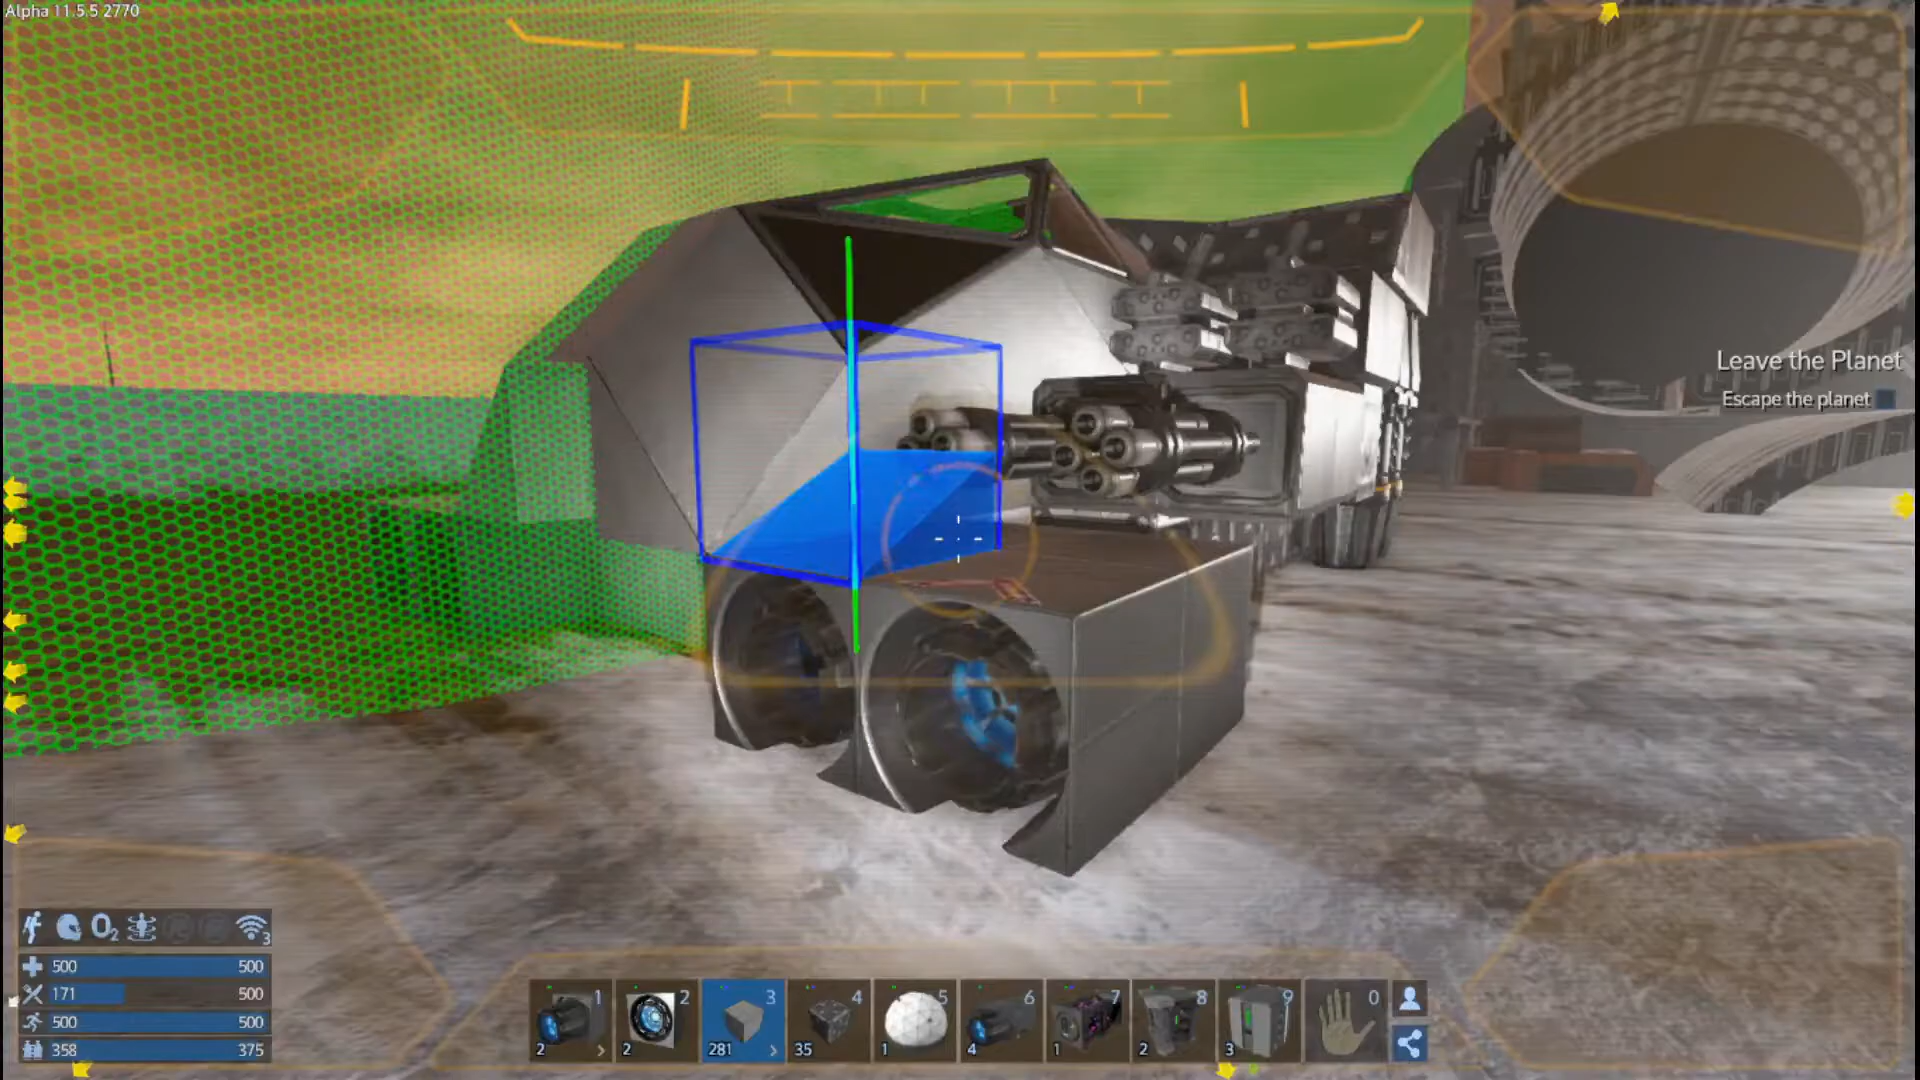 Alpha 11.5.5 2770
Leave the Planet
Escape the planet
O2
3
500 500
171 500
500 500
358 375
1 2 3 4 5 6 7 8 9 0
2 2 281 35 1 4 1 2 3